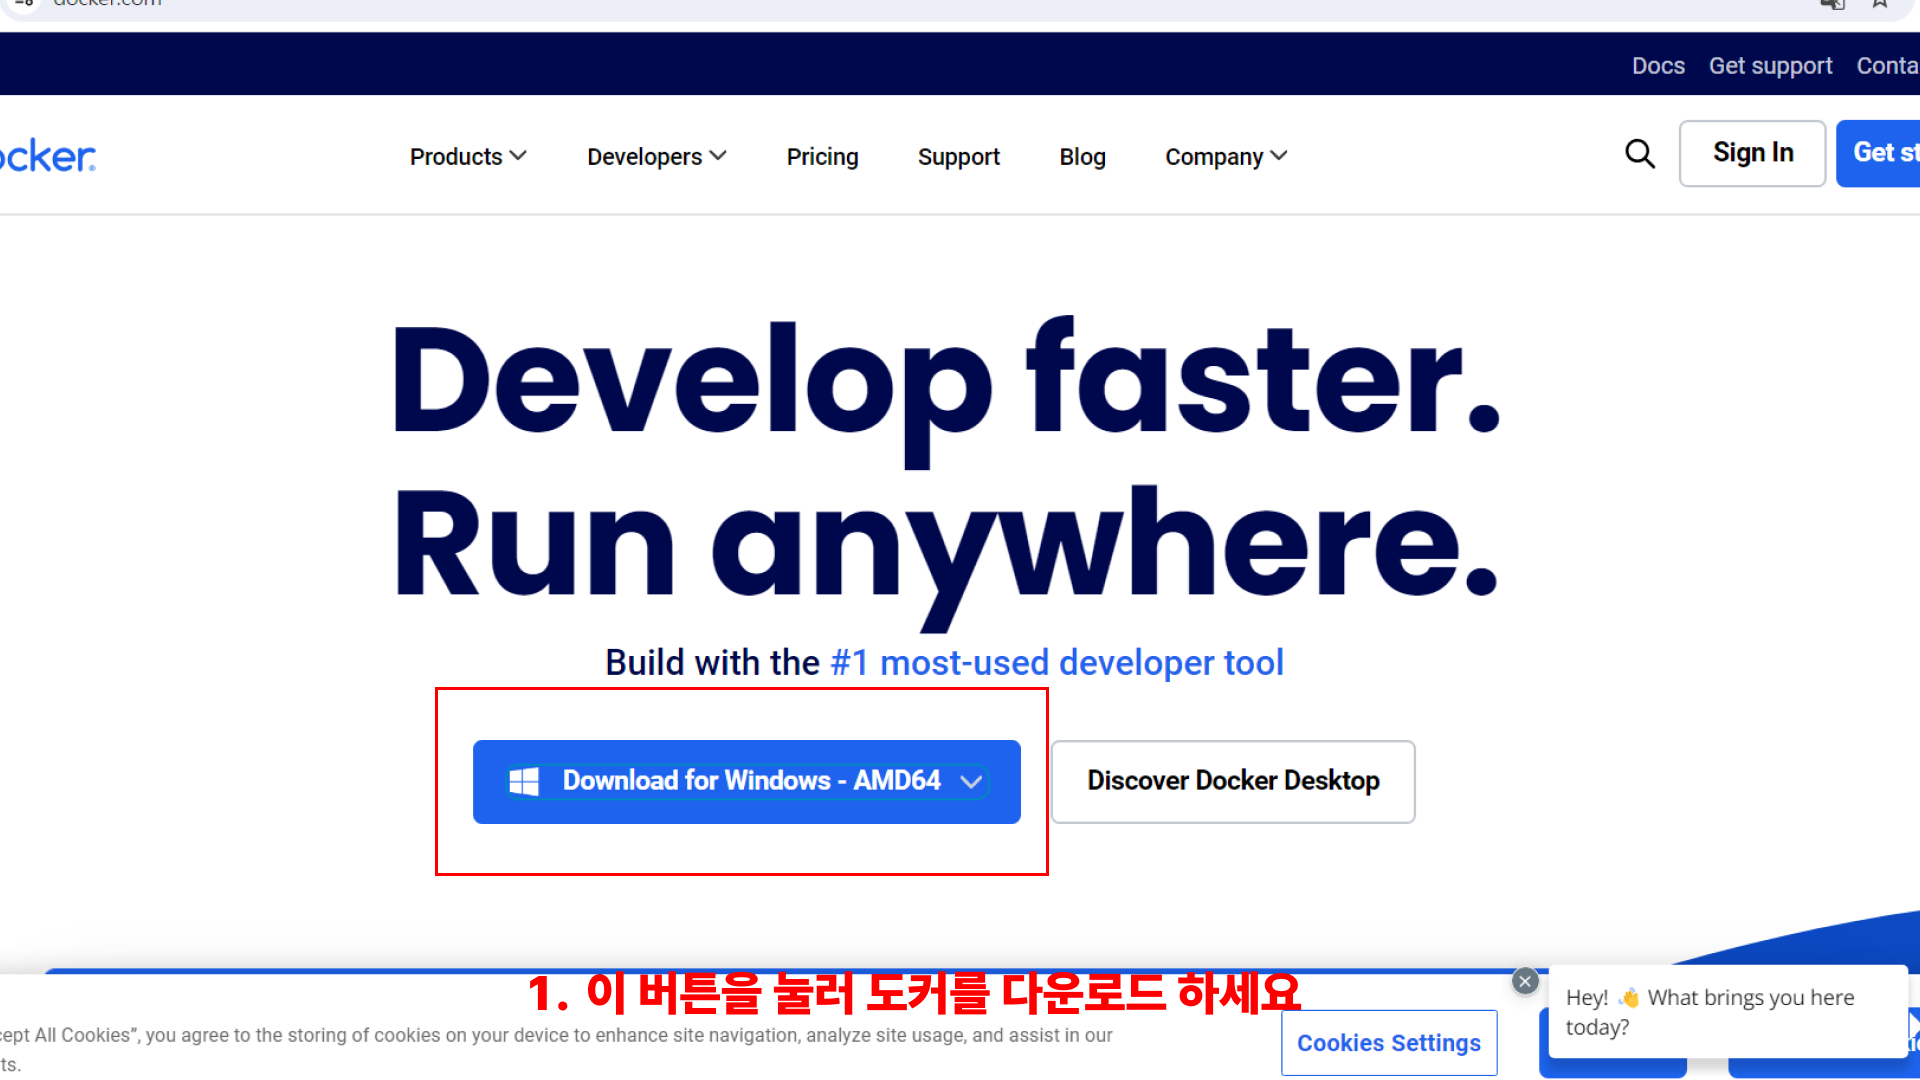 docker.com
Docs Get support Conta
ocker
Products Developers Pricing Support Blog Company Sign In Get st
Develop faster.
Run anywhere.
Build with the #1 most-used developer tool
Download for Windows - AMD64 Discover Docker Desktop
1. 이 버튼을 눌러 도커를 다운로드 하세요
Hey! 👋 What brings you here
today?
cept All Cookies”, you agree to the storing of cookies on your device to enhance site navigation, analyze site usage, and assist in our
ts.
Cookies Settings